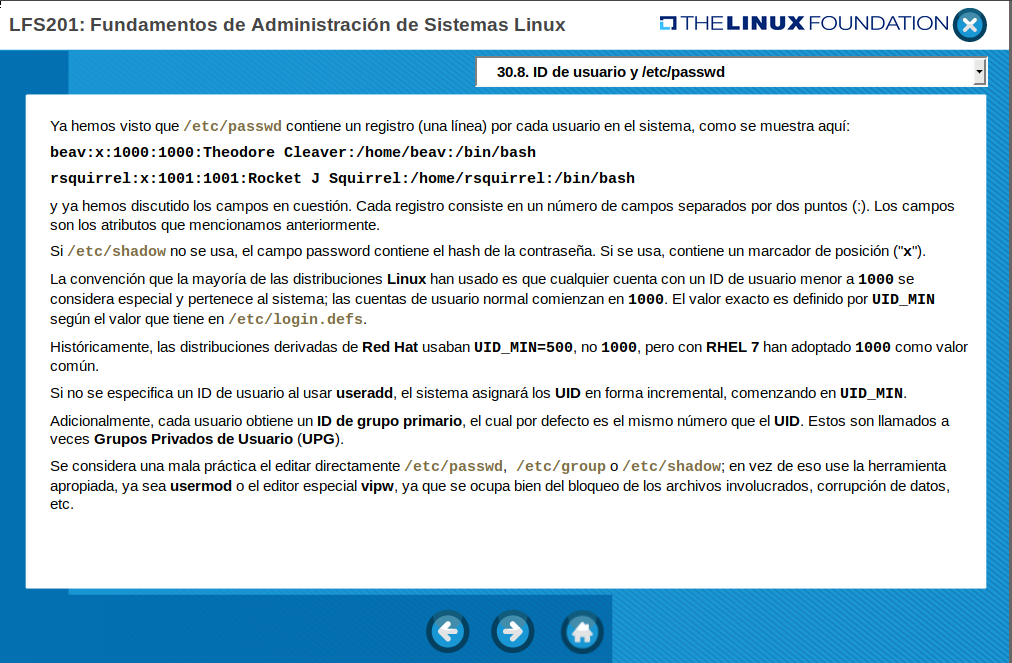 LFS201: Fundamentos de Administración de Sistemas Linux
THE LINUX FOUNDATION
30.8. ID de usuario y /etc/passwd
Ya hemos visto que /etc/passwd contiene un registro (una línea) por cada usuario en el sistema, como se muestra aquí:
beav:x:1000:1000:Theodore Cleaver:/home/beav:/bin/bash
rsquirrel:x:1001:1001:Rocket J Squirrel:/home/rsquirrel:/bin/bash
y ya hemos discutido los campos en cuestión. Cada registro consiste en un número de campos separados por dos puntos (:). Los campos
son los atributos que mencionamos anteriormente.
Si /etc/shadow no se usa, el campo password contiene el hash de la contraseña. Si se usa, contiene un marcador de posición ("x").
La convención que la mayoría de las distribuciones Linux han usado es que cualquier cuenta con un ID de usuario menor a 1000 se
considera especial y pertenece al sistema; las cuentas de usuario normal comienzan en 1000. El valor exacto es definido por UID_MIN
según el valor que tiene en /etc/login.defs.
Históricamente, las distribuciones derivadas de Red Hat usaban UID_MIN=500, no 1000, pero con RHEL 7 han adoptado 1000 como valor
común.
Si no se especifica un ID de usuario al usar useradd, el sistema asignará los UID en forma incremental, comenzando en UID_MIN.
Adicionalmente, cada usuario obtiene un ID de grupo primario, el cual por defecto es el mismo número que el UID. Estos son llamados a
veces Grupos Privados de Usuario (UPG).
Se considera una mala práctica el editar directamente /etc/passwd, /etc/group o /etc/shadow; en vez de eso use la herramienta
apropiada, ya sea usermod o el editor especial vipw, ya que se ocupa bien del bloqueo de los archivos involucrados, corrupción de datos,
etc.